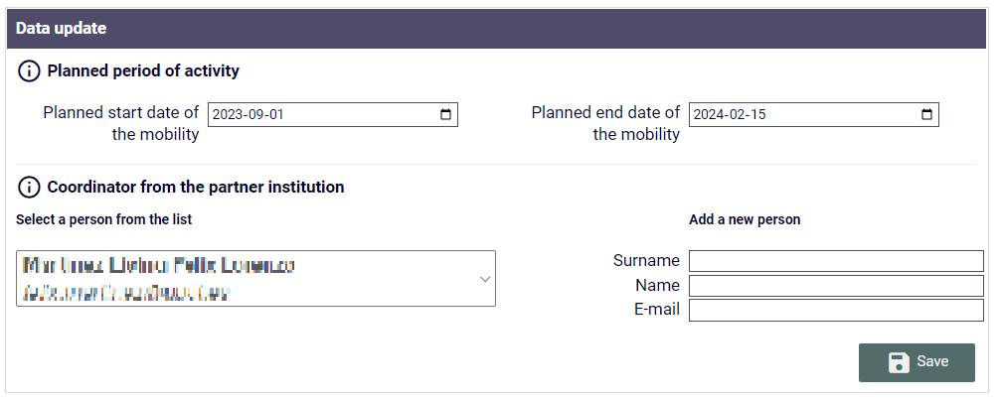 Data update
Planned period of activity
Planned start date of
the mobility
2023-09-01
Planned end date of
the mobility
2024-02-15
Coordinator from the partner institution
Select a person from the list
Add a new person
Surname
Name
E-mail
Save